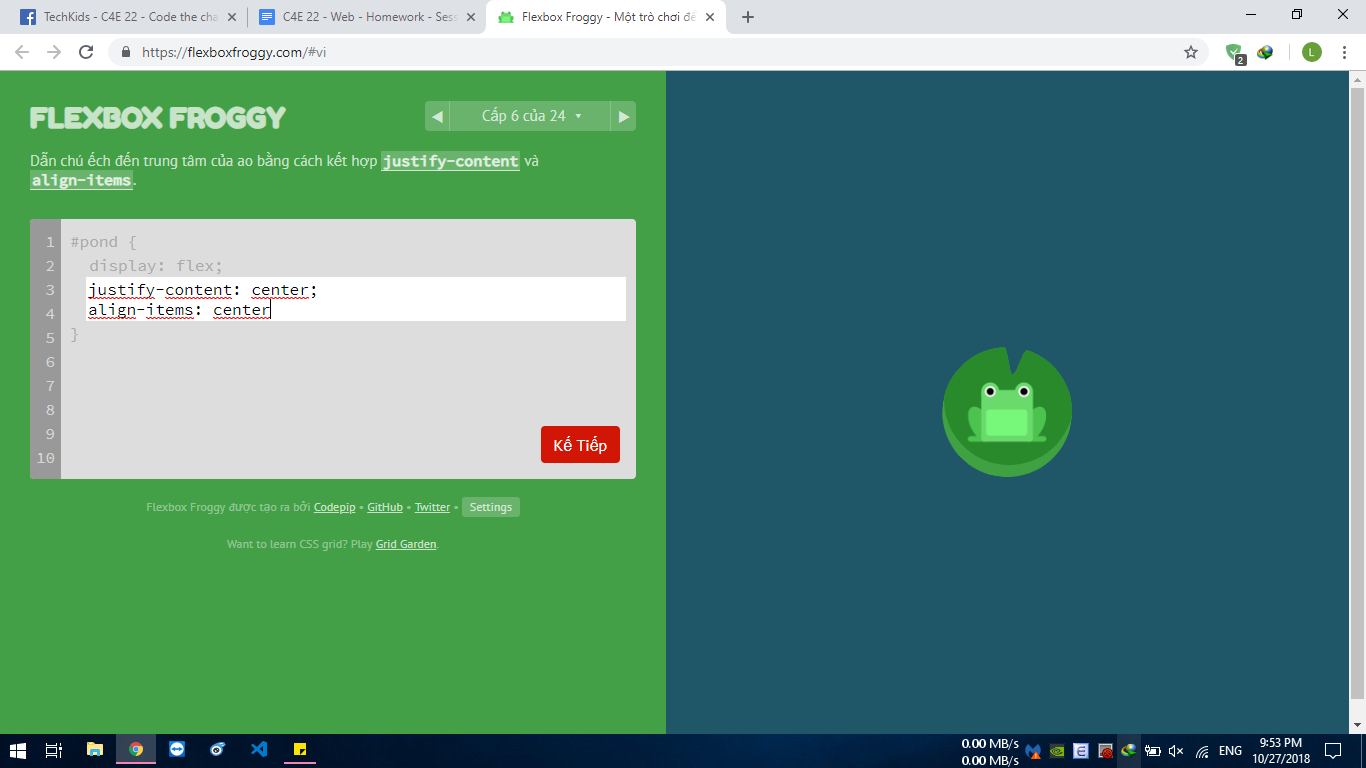 TechKids - C4E 22 - Code the cha
C4E 22 - Web - Homework - Sess
Flexbox Froggy - Một trò chơi để
https://flexboxfroggy.com/#vi
2
L
FLEXBOX FROGGY
◀ Cấp 6 của 24 ▾ ▶
Dẫn chú ếch đến trung tâm của ao bằng cách kết hợp justify-content và
align-items.
1 #pond {
2 display: flex;
3 justify-content: center;
4 align-items: center
5 }
6
7
8
9
10
Kế Tiếp
Flexbox Froggy được tạo ra bởi Codepip • GitHub • Twitter • Settings
Want to learn CSS grid? Play Grid Garden.
0.00 MB/s
0.00 MB/s
ENG
9:53 PM
10/27/2018